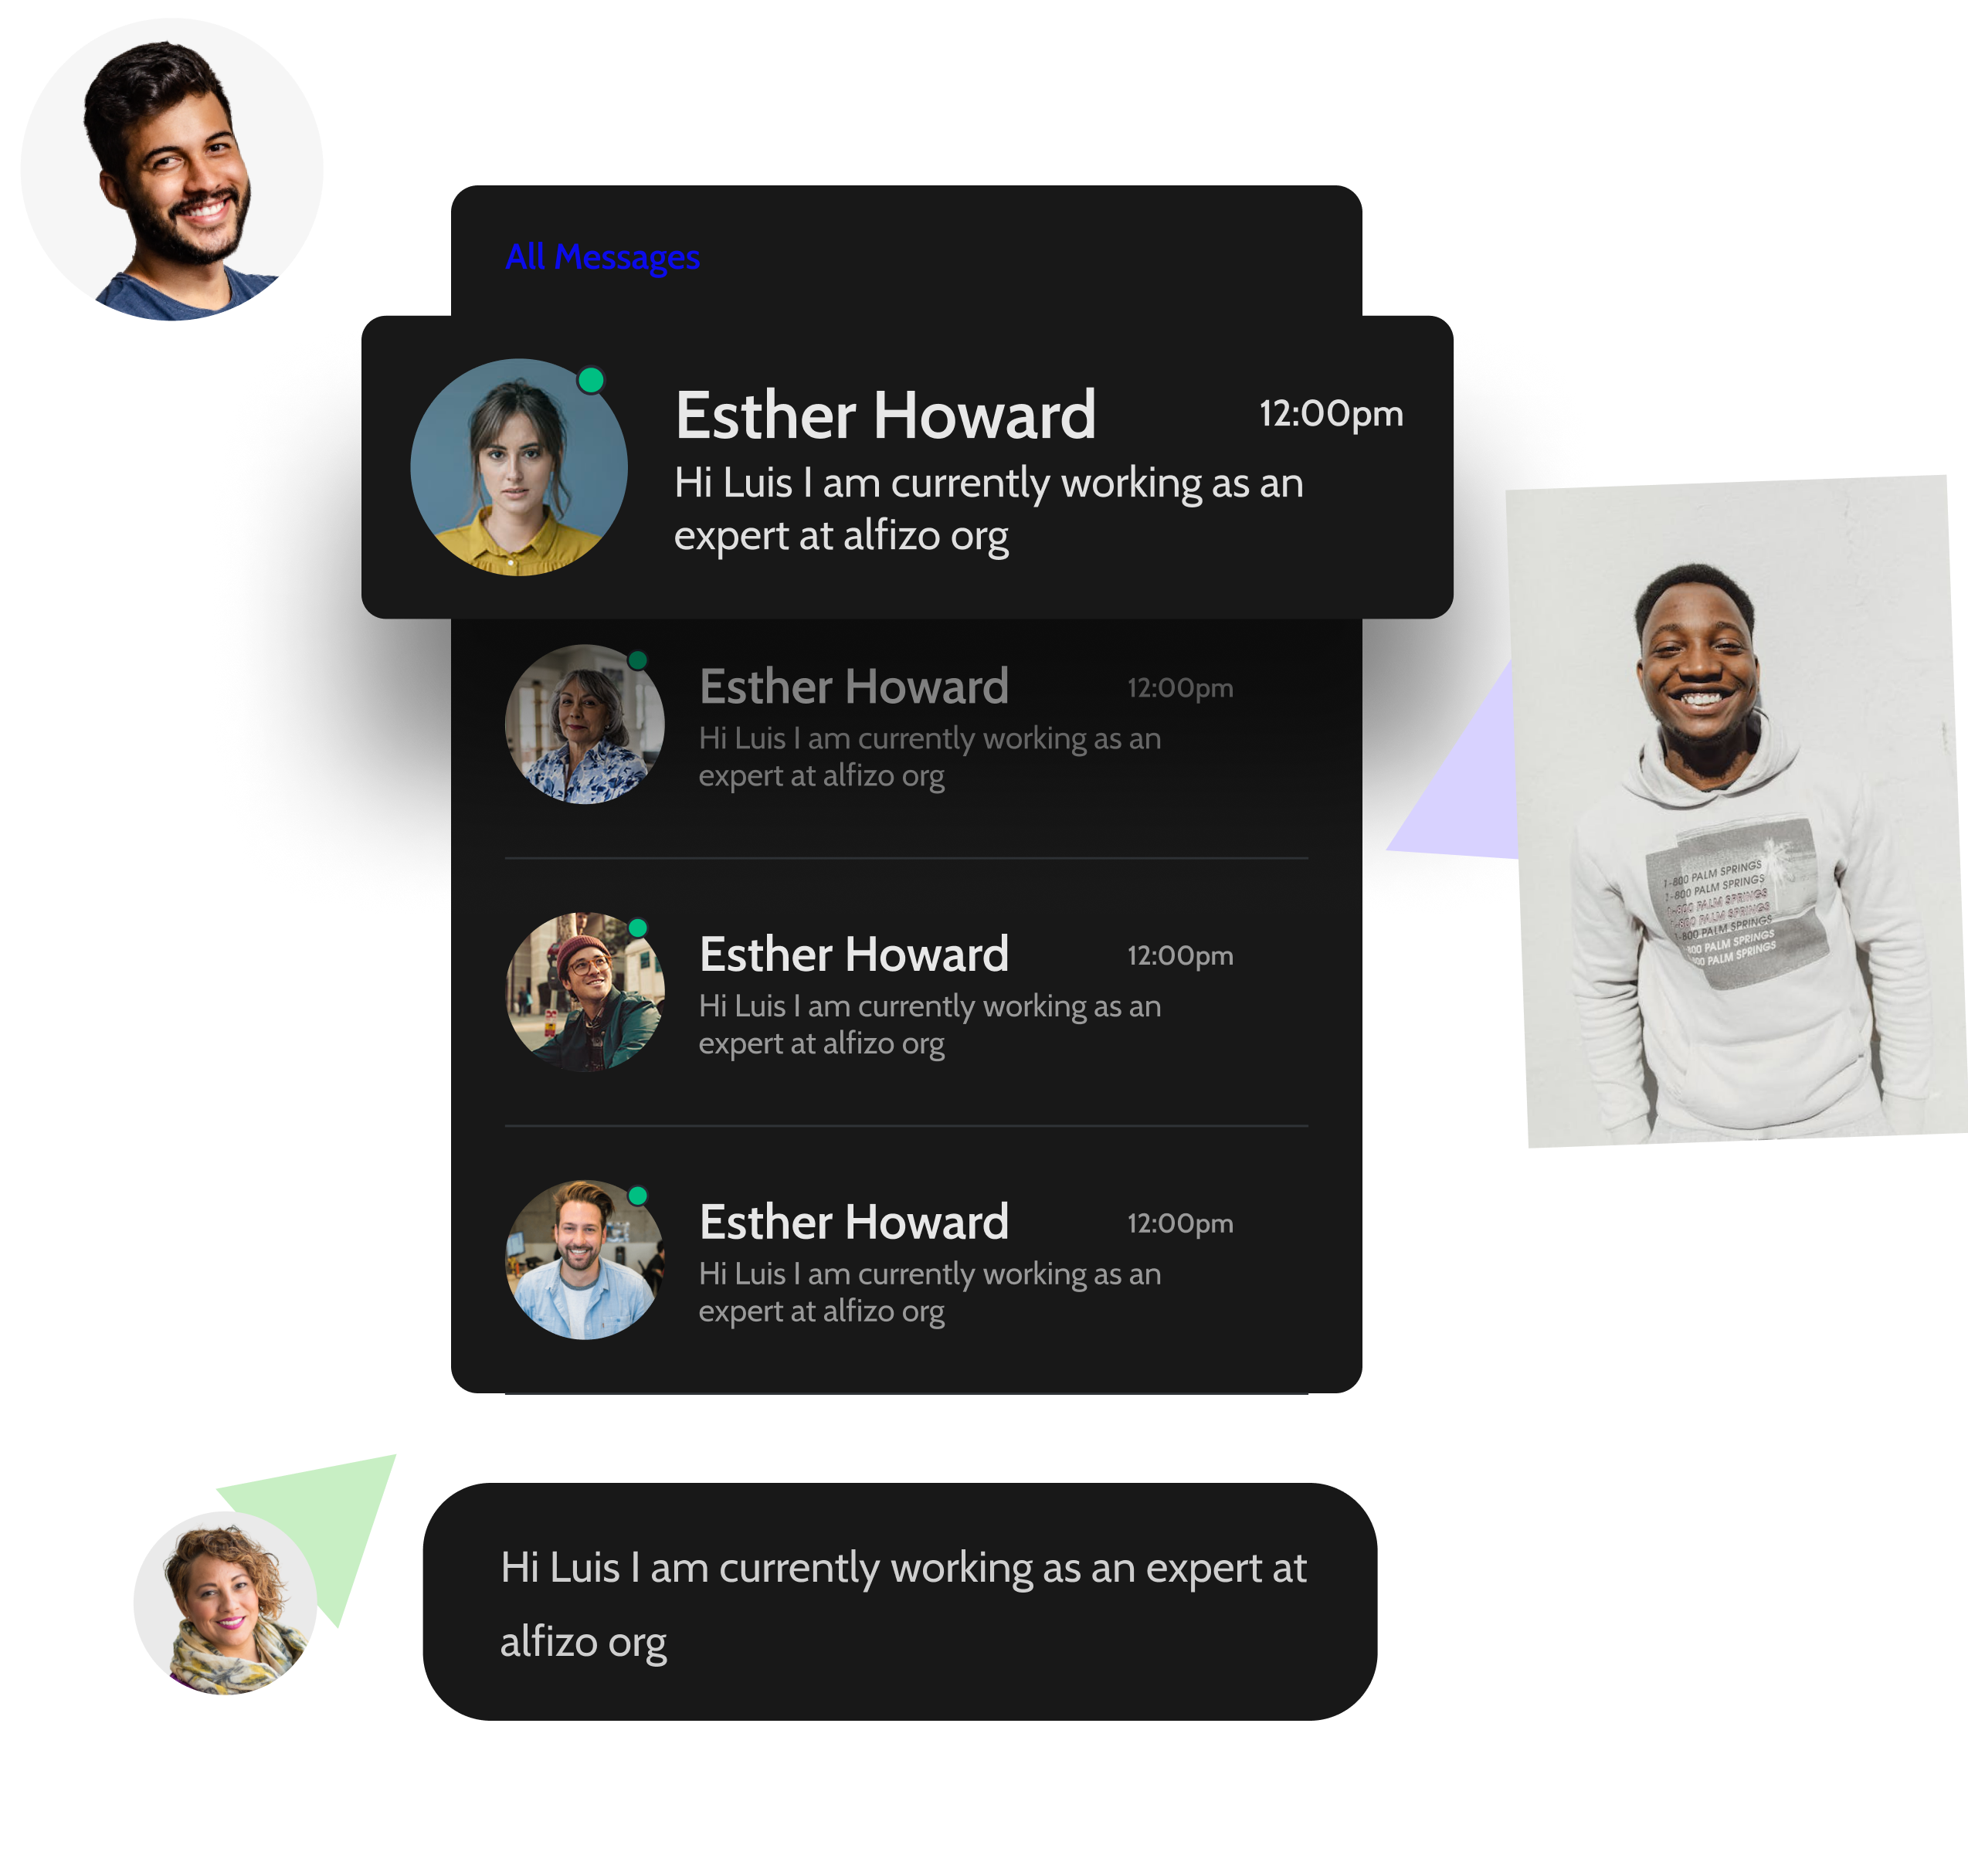 All Messages
Esther Howard
12:00pm
Hi Luis I am currently working as an
expert at alfizo org
Esther Howard
12:00pm
Hi Luis I am currently working as an
expert at alfizo org
Esther Howard
12:00pm
Hi Luis I am currently working as an
expert at alfizo org
Esther Howard
12:00pm
Hi Luis I am currently working as an
expert at alfizo org
1-800 PALM SPRINGS
1-800 PALM SPRINGS
1-800 PALM SPRINGS
1-800 PALM SPRINGS
1-800 PALM SPRINGS
800 PALM SPRINGS
800 PALM SPRINGS
Hi Luis I am currently working as an expert at
alfizo org